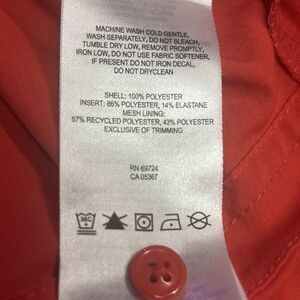 MACHINE WASH COLD GENTLE,
WASH SEPARATELY, DO NOT BLEACH,
TUMBLE DRY LOW, REMOVE PROMPTLY,
IRON LOW, DO NOT USE FABRIC SOFTENER,
IF PRESENT DO NOT IRON DECAL,
DO NOT DRYCLEAN
SHELL: 100% POLYESTER
INSERT: 86% POLYESTER, 14% ELASTANE
MESH LINING:
57% RECYCLED POLYESTER, 43% POLYESTER
EXCLUSIVE OF TRIMMING
RN 69724
CA 05367